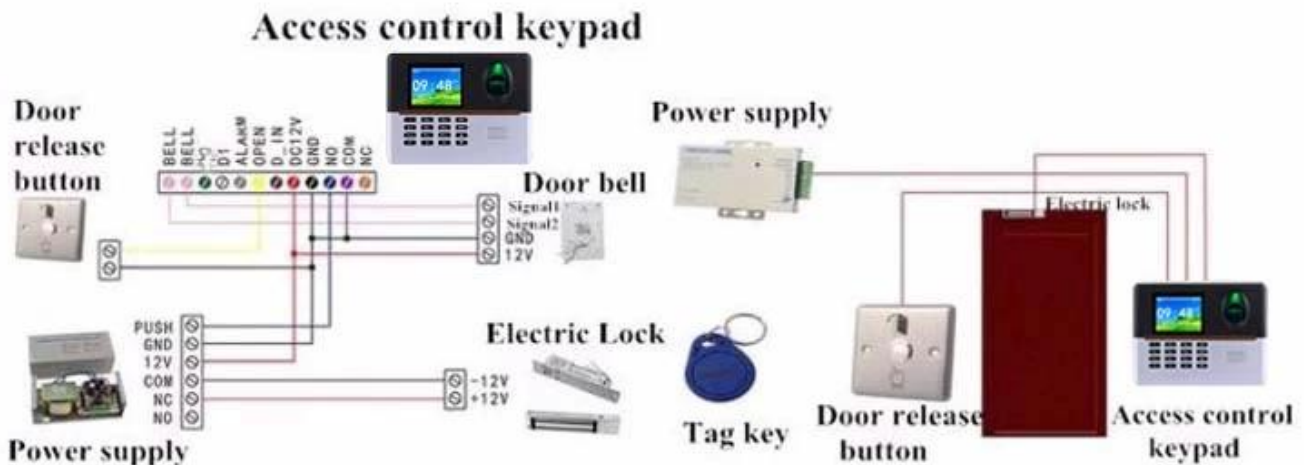 Access control keypad
09:48
Door
release
button
BELL
BELL
D1
ALARM
OPEN
D_IN
DC12V
GND
NO
COM
NC
Door bell
Signal1
Signal2
GND
12V
PUSH
GND
12V
COM
NC
NO
Power supply
Electric Lock
-12V
+12V
Tag key
Power supply
Electric lock
09:48
Door release
button
Access control
keypad